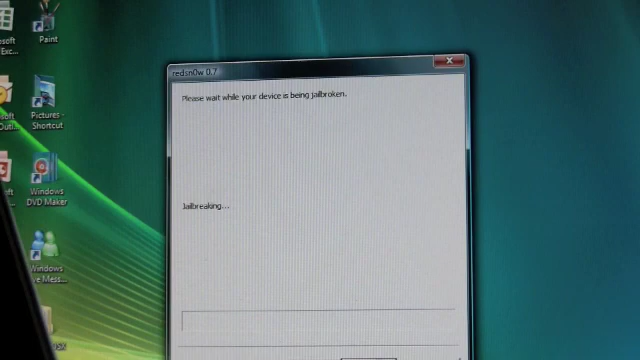 Paint
redsn0w 0.7
Please wait while your device is being jailbroken.
Pictures -
Shortcut
Windows
DVD Maker
Jailbreaking...
Windows